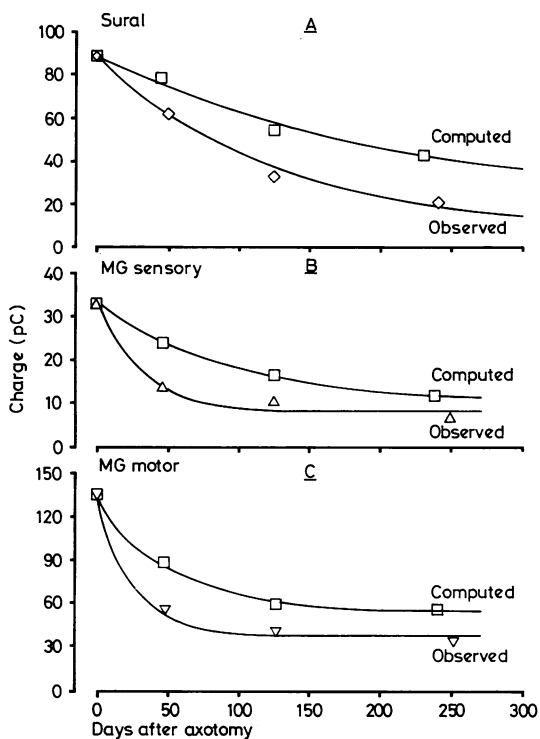 Sural
A
100
80
60
40
20
0
Computed
Observed
MG sensory
B
40
30
20
10
0
Computed
Observed
Charge (pC)
MG motor
C
150
120
90
60
30
0
Computed
Observed
0 50 100 150 200 250 300
Days after axotomy